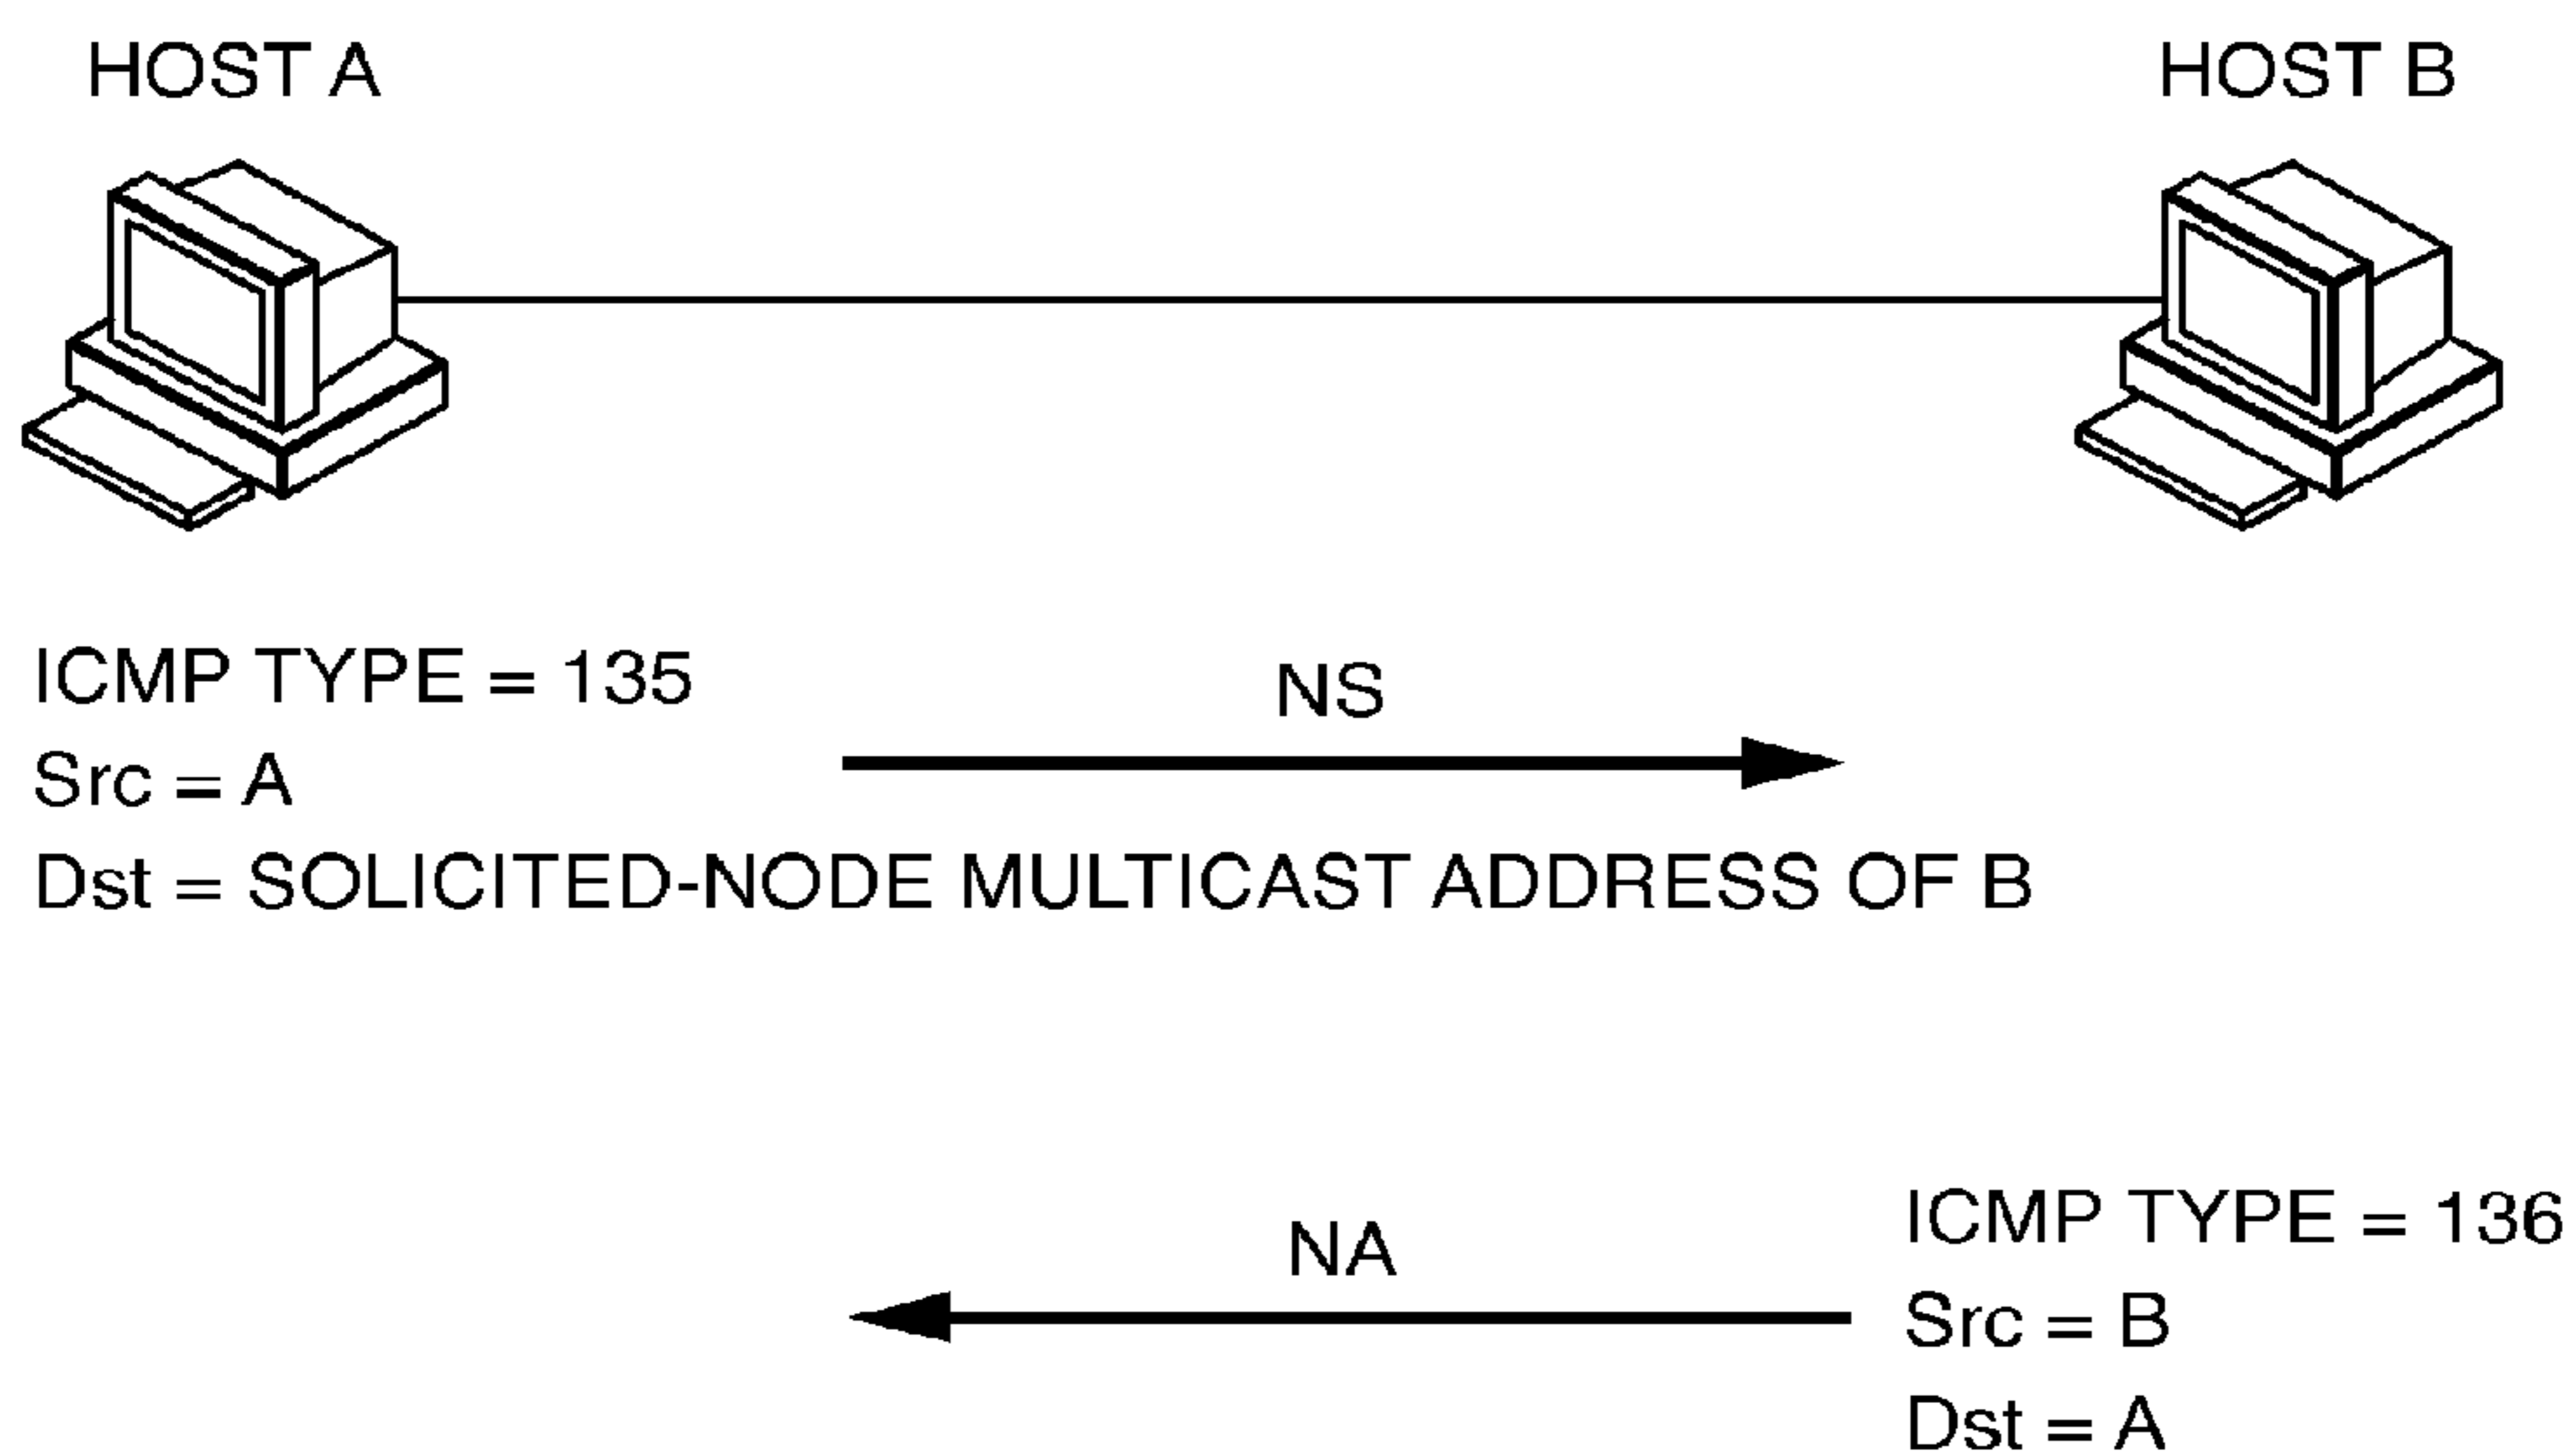 HOST A
HOST B
ICMP TYPE = 135
NS
Src = A
Dst = SOLICITED-NODE MULTICAST ADDRESS OF B
NA
ICMP TYPE = 136
Src = B
Dst = A